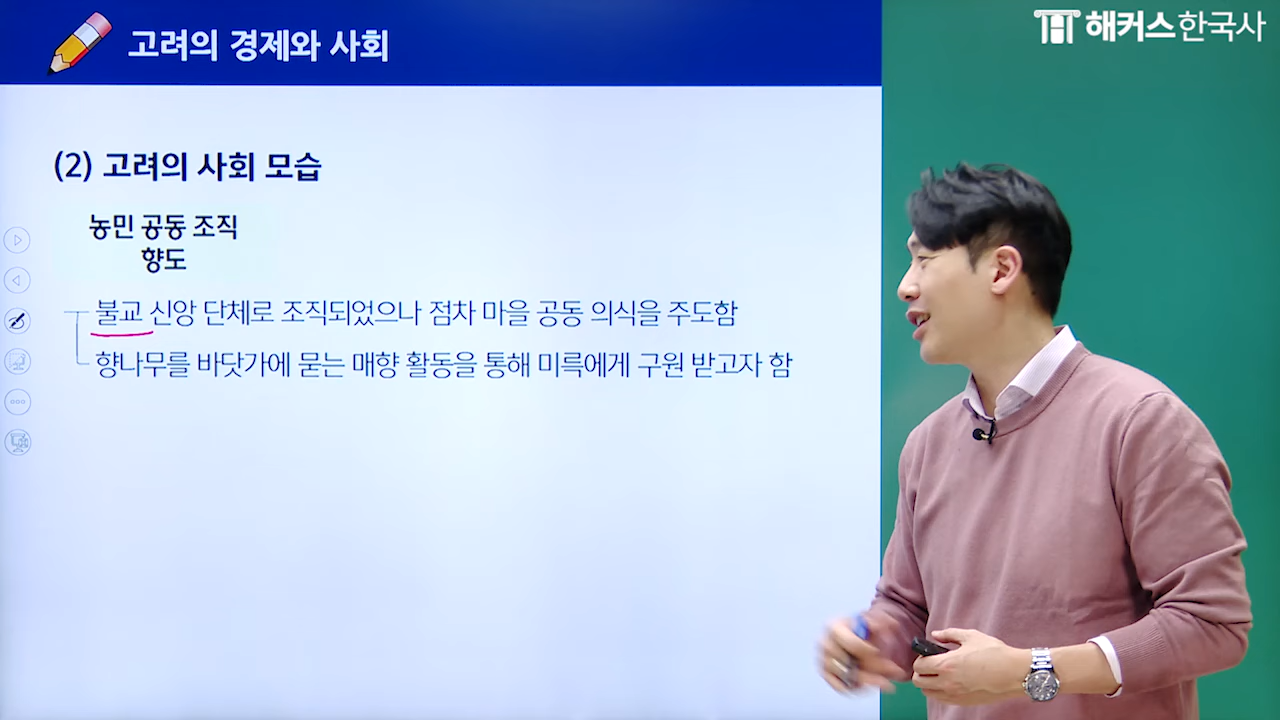 고려의 경제와 사회
해커스한국사
(2) 고려의 사회 모습
농민 공동 조직
향도
불교 신앙 단체로 조직되었으나 점차 마을 공동 의식을 주도함
향나무를 바닷가에 묻는 매향 활동을 통해 미륵에게 구원 받고자 함